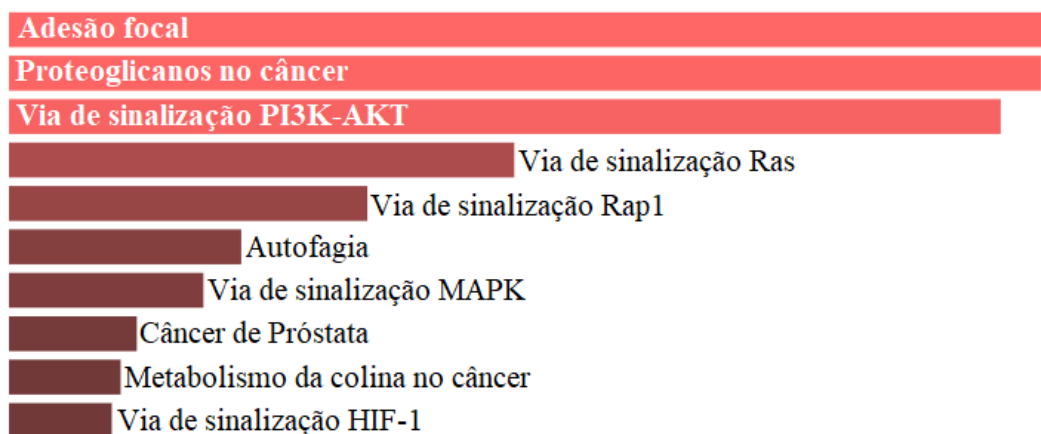 Adesão focal
Proteoglicanos no câncer
Via de sinalização PI3K-AKT
Via de sinalização Ras
Via de sinalização Rap1
Autofagia
Via de sinalização MAPK
Câncer de Próstata
Metabolismo da colina no câncer
Via de sinalização HIF-1